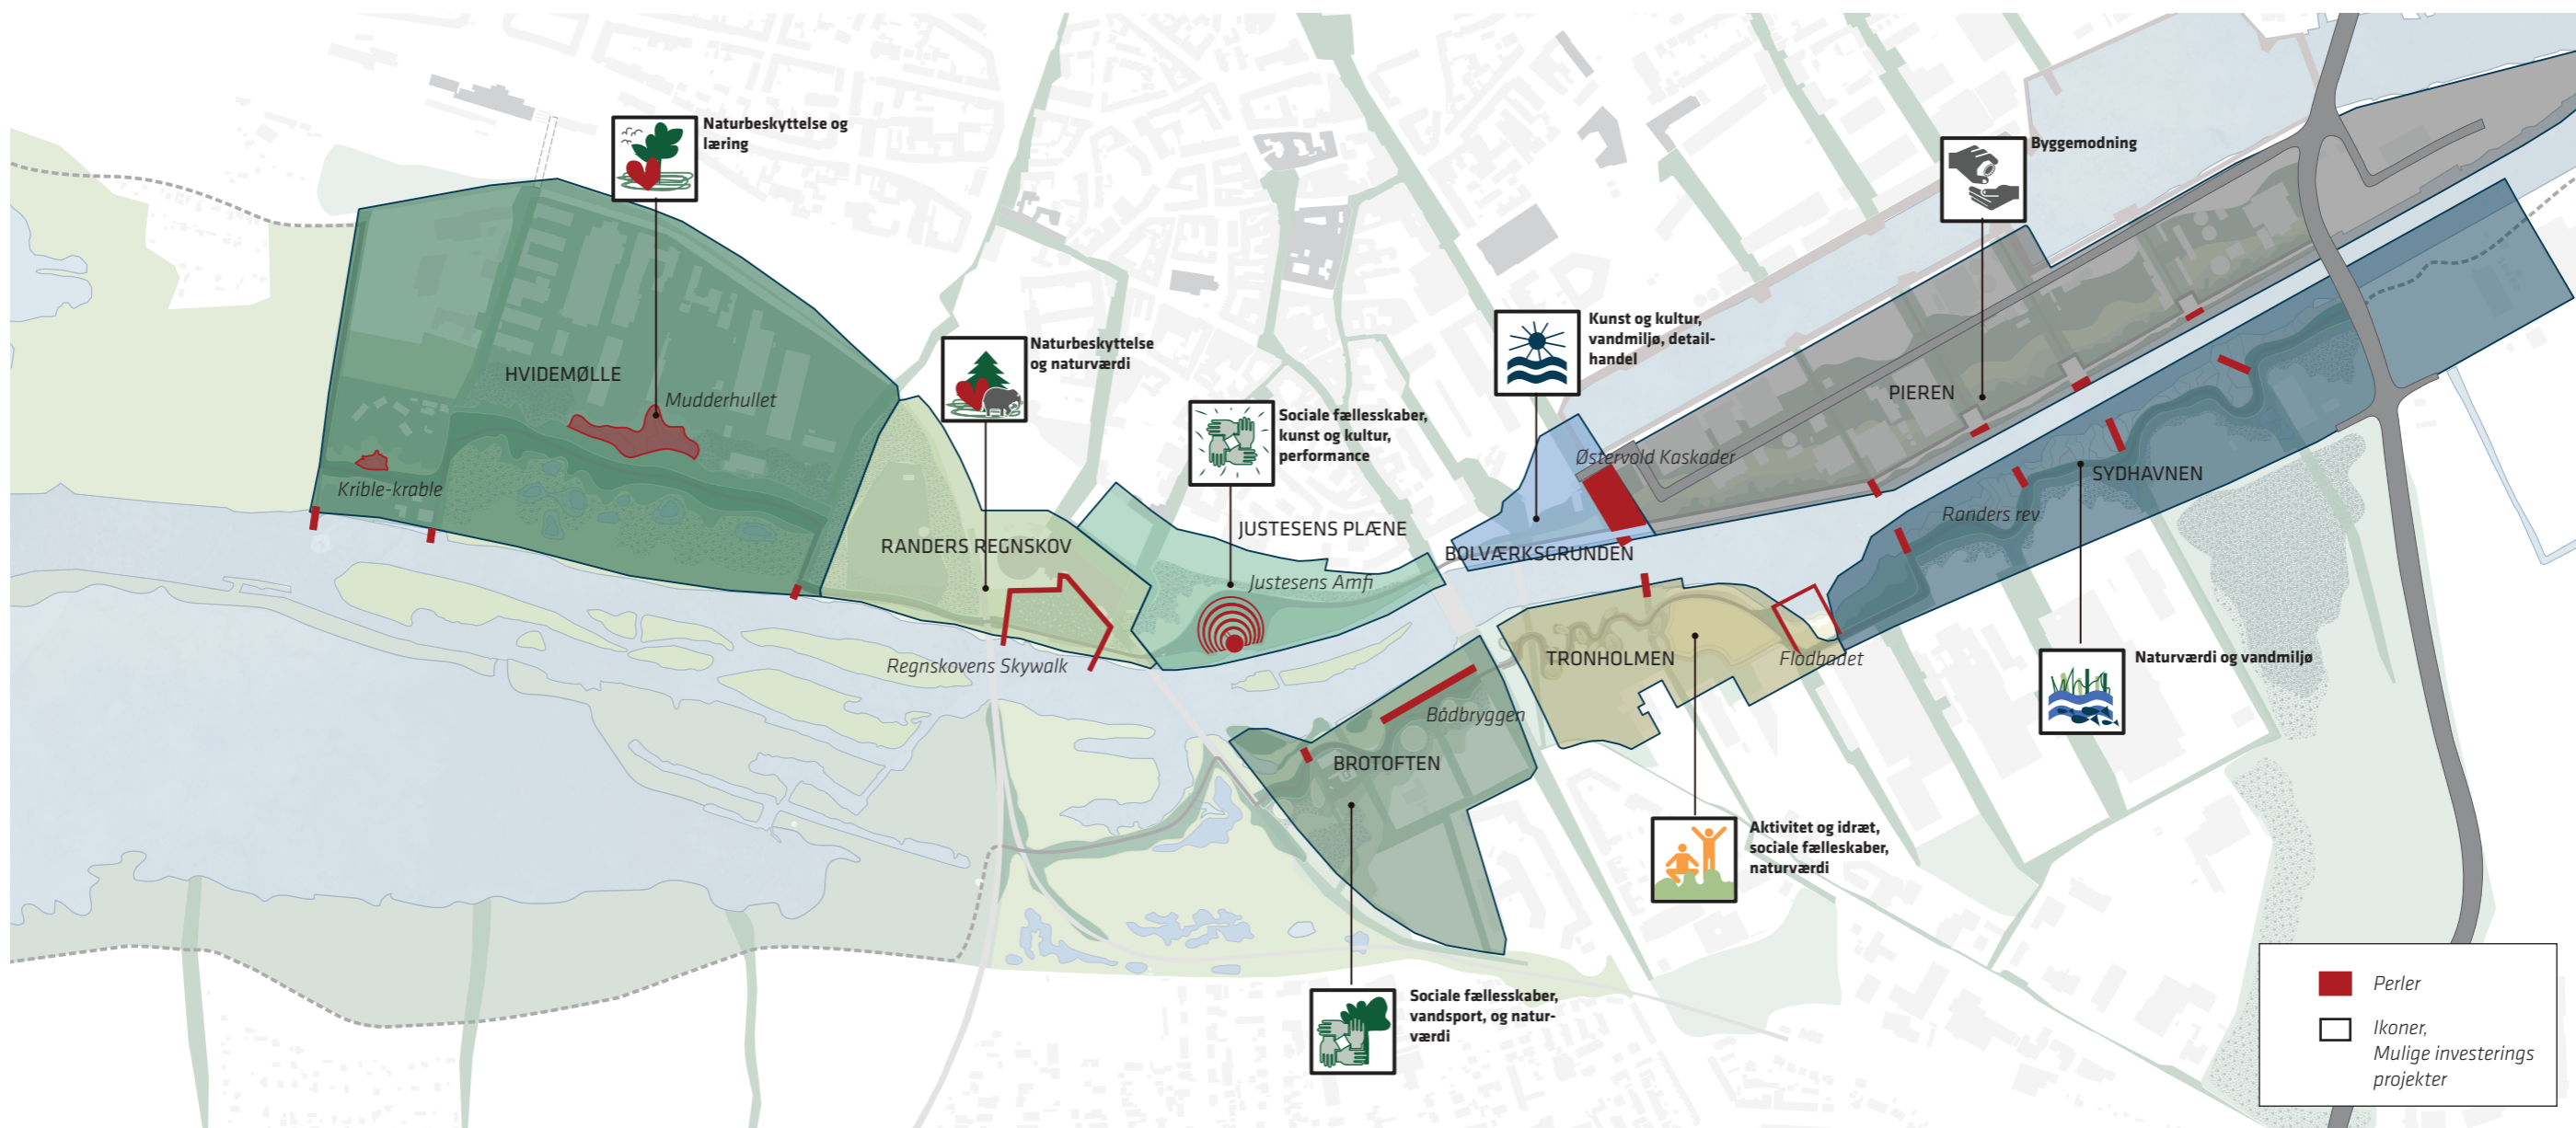 Naturbeskyttelse og
læring
HVIDEMØLLE
Mudderhullet
Krible-krable
Naturbeskyttelse
og naturværdi
RANDERS REGNSKOV
Regnskovens Skywalk
Sociale fællesskaber,
kunst og kultur,
performance
JUSTESENS PLÆNE
Justesens Amfi
Kunst og kultur,
vandmiljø, detail-
handel
Østervold Kaskader
BOLVÆRKSGRUNDEN
Byggemodning
PIEREN
SYDHAVNEN
Randers rev
Naturværdi og vandmiljø
TRONHOLMEN
Flodbadet
Bådbryggen
BROTOFTEN
Aktivitet og idræt,
sociale fælleskaber,
naturværdi
Sociale fællesskaber,
vandsport, og natur-
værdi
Perler
Ikoner,
Mulige investerings
projekter